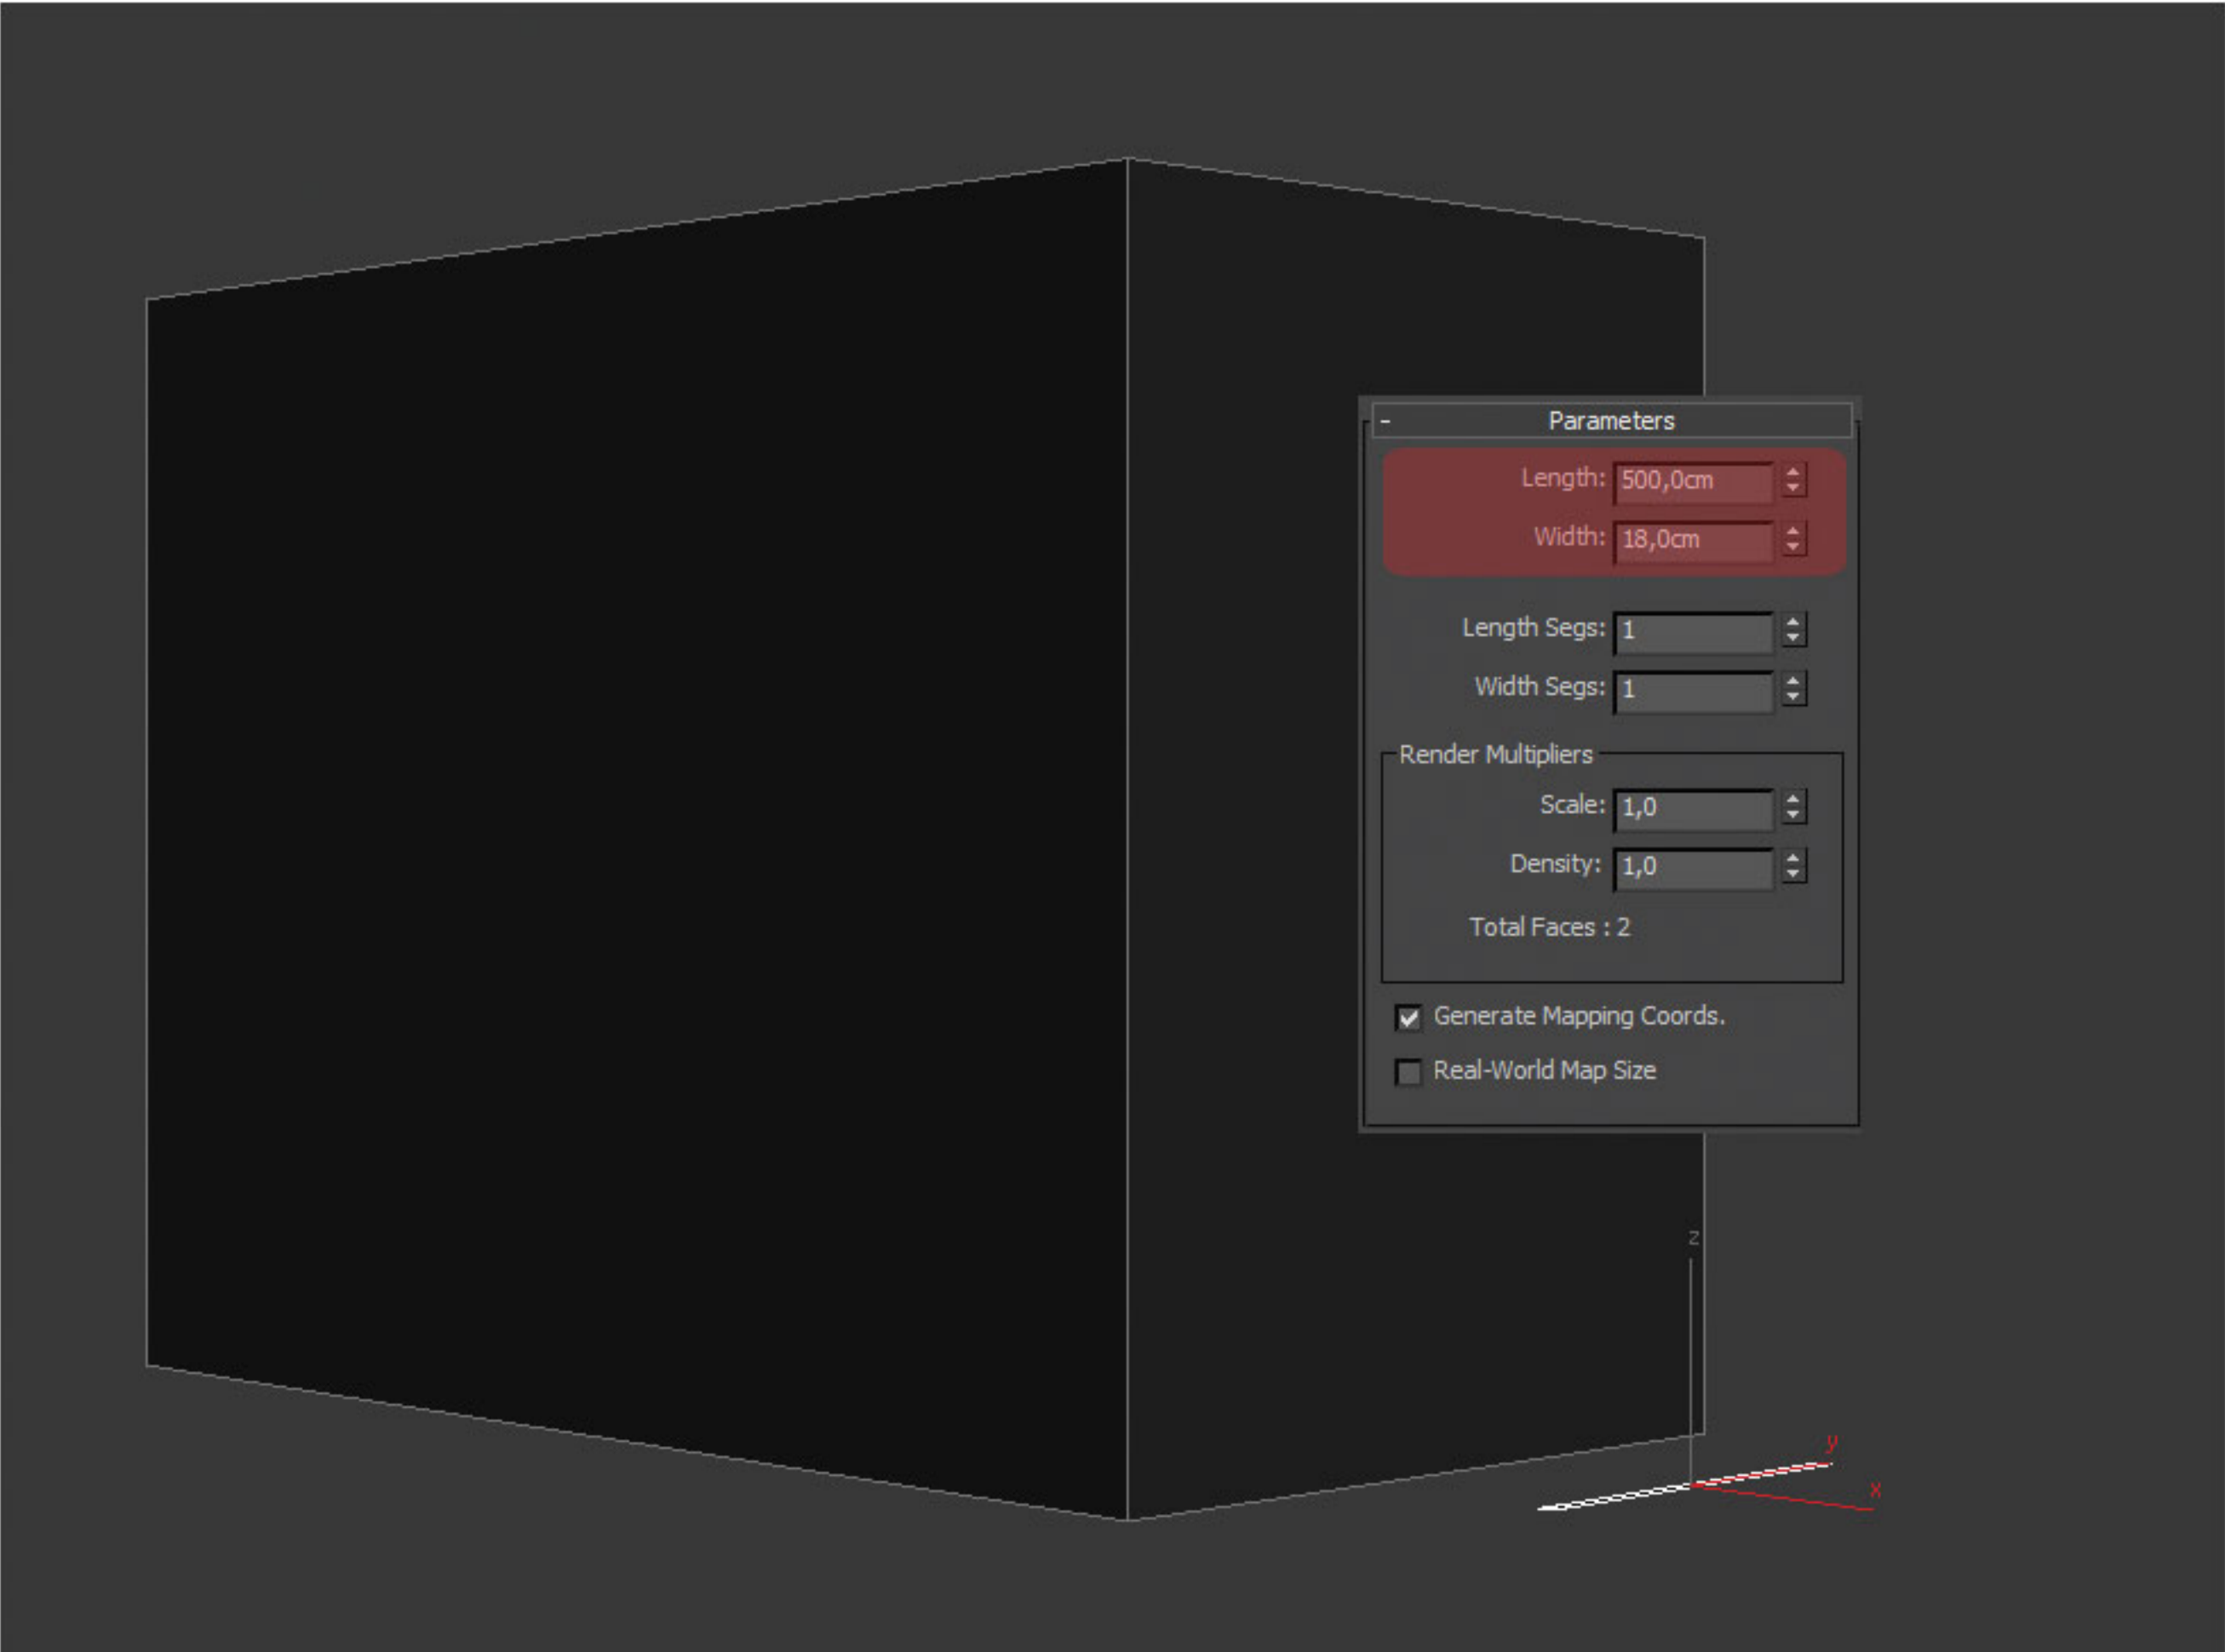 - Parameters
Length: 500,0cm
Width: 18,0cm
Length Segs: 1
Width Segs: 1
Render Multipliers
Scale: 1,0
Density: 1,0
Total Faces : 2
Generate Mapping Coords.
Real-World Map Size
z
y
x